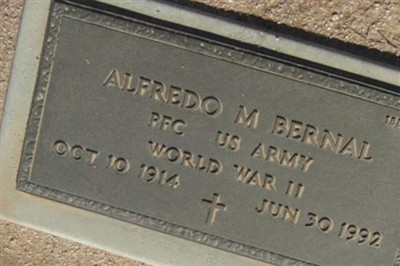 ALFREDO M BERNAL
PFC US ARMY
WORLD WAR II
OCT 10 1914 JUN 30 1992